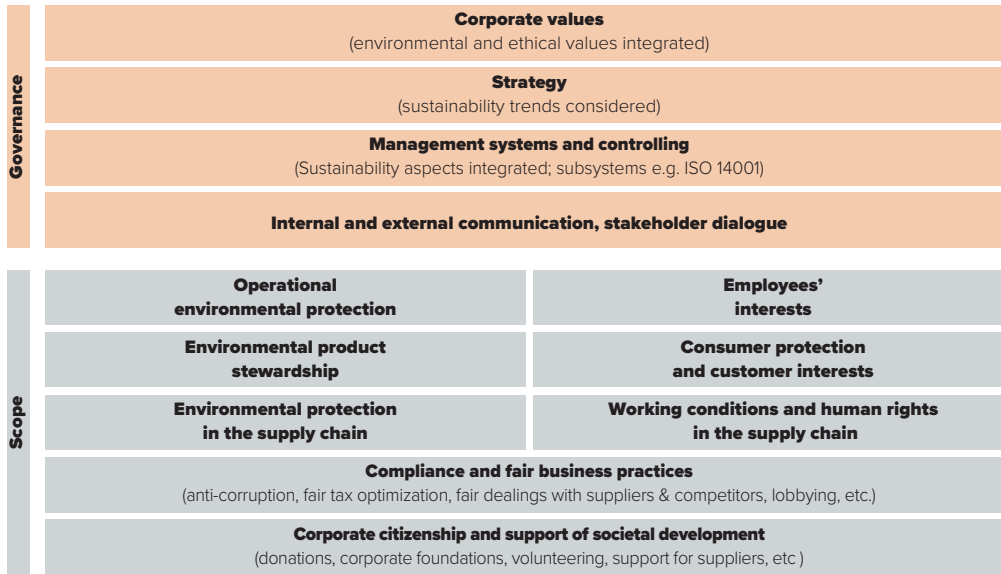 Governance
Corporate values
(environmental and ethical values integrated)
Strategy
(sustainability trends considered)
Management systems and controlling
(Sustainability aspects integrated; subsystems e.g. ISO 14001)
Internal and external communication, stakeholder dialogue
Scope
Operational
environmental protection
Employees’
interests
Environmental product
stewardship
Consumer protection
and customer interests
Environmental protection
in the supply chain
Working conditions and human rights
in the supply chain
Compliance and fair business practices
(anti-corruption, fair tax optimization, fair dealings with suppliers & competitors, lobbying, etc.)
Corporate citizenship and support of societal development
(donations, corporate foundations, volunteering, support for suppliers, etc )